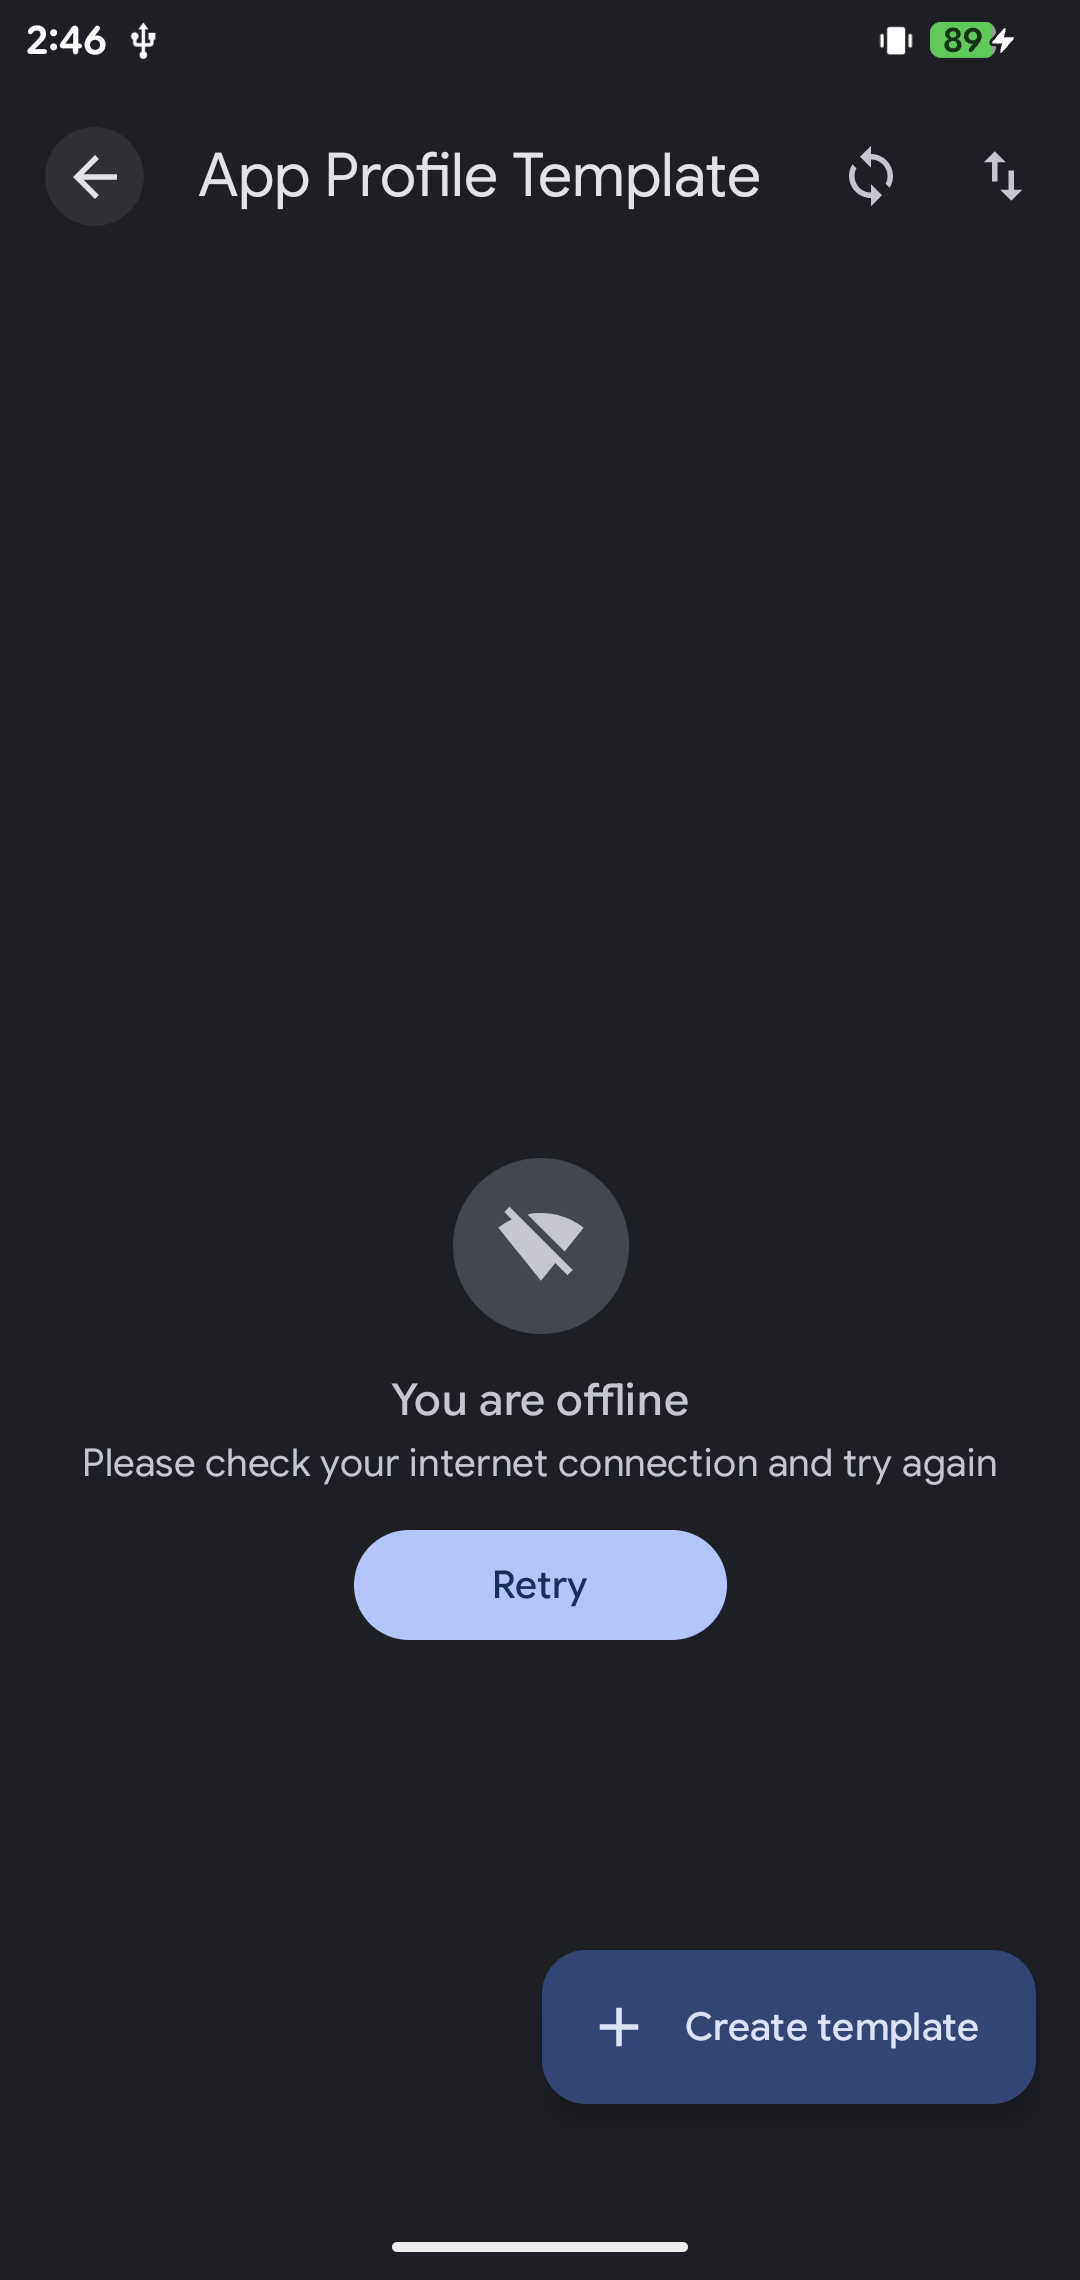 2:46
89
App Profile Template
You are offline
Please check your internet connection and try again
Retry
Create template